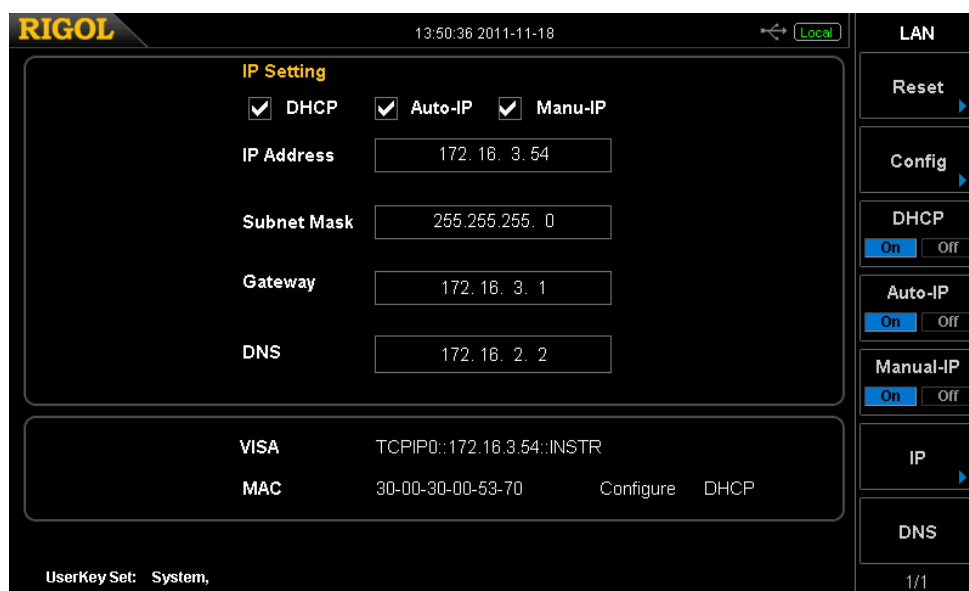 RIGOL
13:50:36 2011-11-18
Local
LAN
IP Setting
DHCP Auto-IP Manu-IP
IP Address 172. 16. 3. 54
Subnet Mask 255.255.255. 0
Gateway 172. 16. 3. 1
DNS 172. 16. 2. 2
VISA TCPIP0::172.16.3.54::INSTR
MAC 30-00-30-00-53-70 Configure DHCP
UserKey Set: System,
Reset
Config
DHCP
On Off
Auto-IP
On Off
Manual-IP
On Off
IP
DNS
1/1